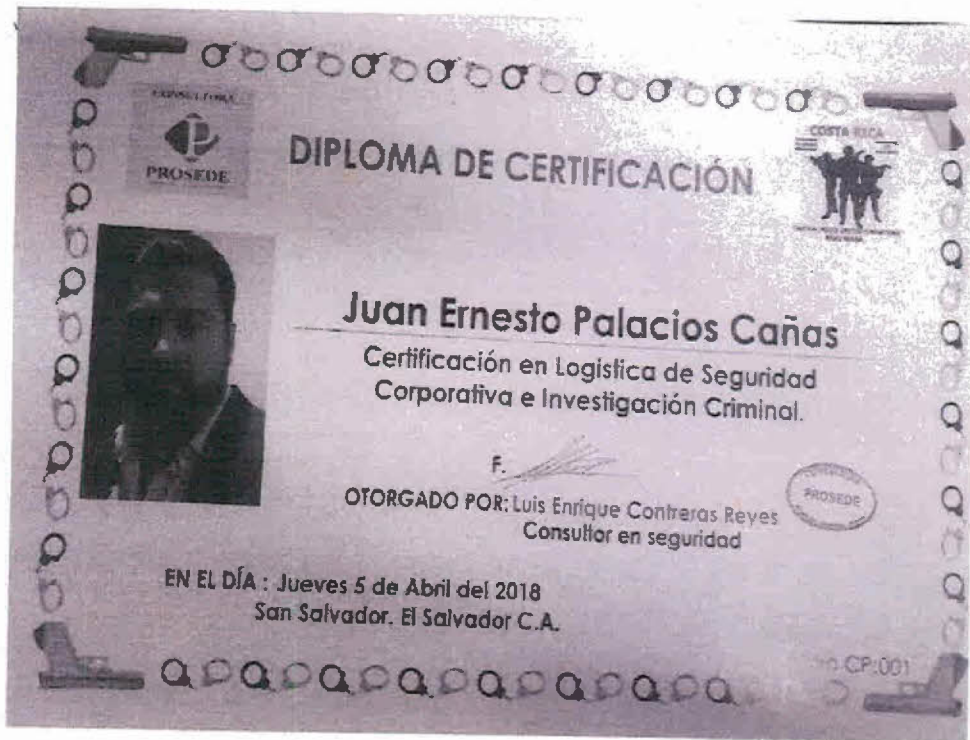 CONSULTORA
PROSEDE
DIPLOMA DE CERTIFICACIÓN
COSTA RICA
Juan Ernesto Palacios Cañas
Certificación en Logistica de Seguridad
Corporativa e Investigación Criminal.
F.
OTORGADO POR: Luis Enrique Contreras Reyes
Consultor en seguridad
PROSEDE
EN EL DÍA : Jueves 5 de Abril del 2018
San Salvador. El Salvador C.A.
CP:001